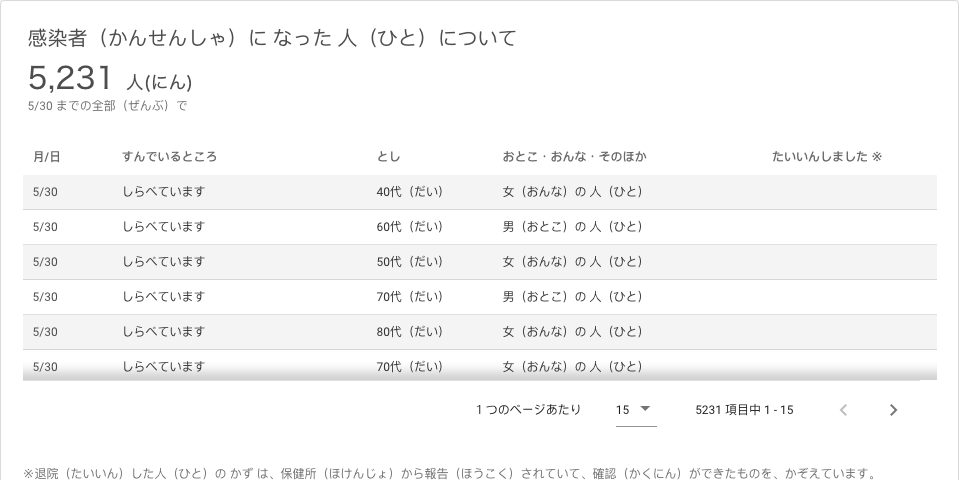 感染者（かんせんしゃ）に なった 人（ひと）について
5,231 人(にん)
5/30 までの全部（ぜんぶ）で
月/日 すんでいるところ とし おとこ・おんな・そのほか たいいんしました ※
5/30 しらべています 40代（だい） 女（おんな）の 人（ひと）
5/30 しらべています 60代（だい） 男（おとこ）の 人（ひと）
5/30 しらべています 50代（だい） 女（おんな）の 人（ひと）
5/30 しらべています 70代（だい） 男（おとこ）の 人（ひと）
5/30 しらべています 80代（だい） 女（おんな）の 人（ひと）
5/30 しらべています 70代（だい） 女（おんな）の 人（ひと）
1 つのページあたり 15 5231 項目中 1 - 15
※退院（たいいん）した人（ひと）の かず は、保健所（ほけんじょ）から報告（ほうこく）されていて、確認（かくにん）ができたものを、かぞえています。